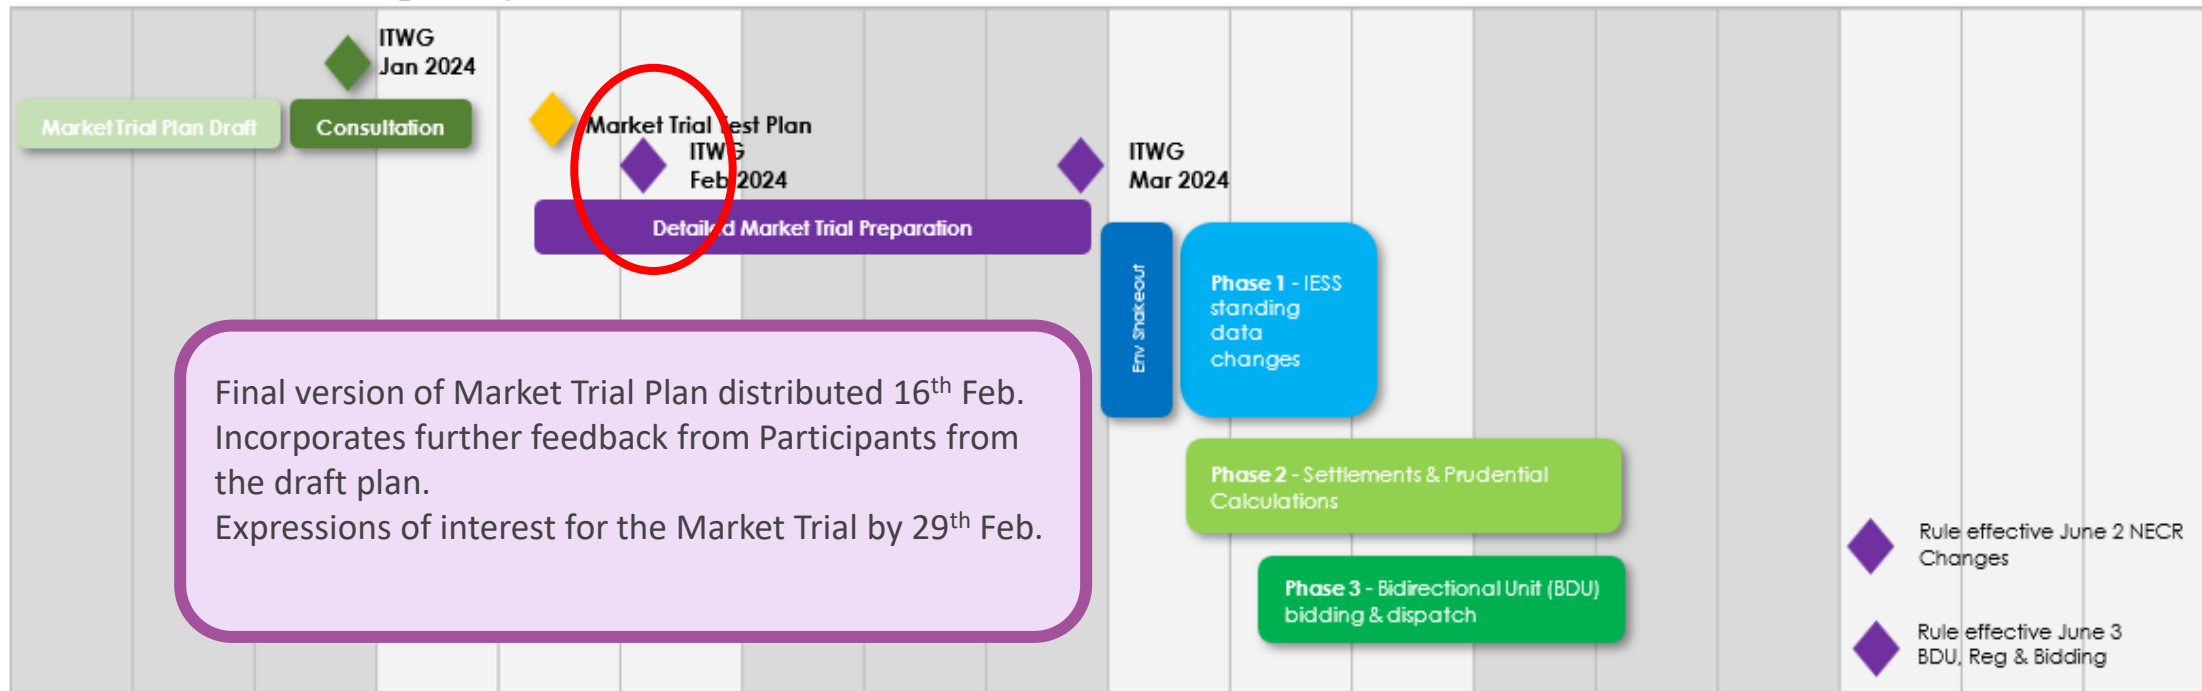 ITWG
Jan 2024
Market Trial Plan Draft
Consultation
Market Trial Test Plan
ITWG
Feb 2024
ITWG
Mar 2024
Detailed Market Trial Preparation
Env Shakeout
Phase 1 - IESS
standing
data
changes
Final version of Market Trial Plan distributed 16th Feb.
Incorporates further feedback from Participants from
the draft plan.
Expressions of interest for the Market Trial by 29th Feb.
Phase 2 - Settlements & Prudential
Calculations
Rule effective June 2 NECR
Changes
Phase 3 - Bidirectional Unit (BDU)
bidding & dispatch
Rule effective June 3
BDU, Reg & Bidding